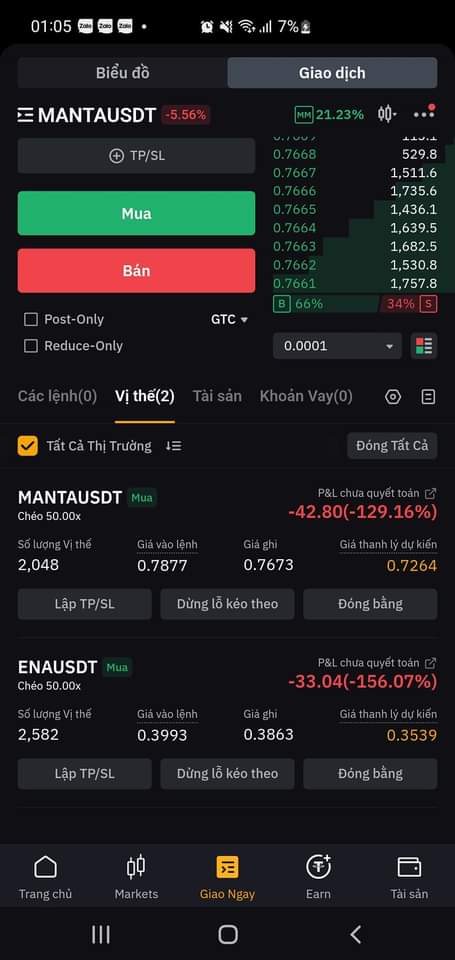 01:05 Zalo Zalo Zalo • 7%
Biểu đồ Giao dịch
MANTAUSDT -5.56% MM 21.23%
TP/SL
Mua
Bán
Post-Only GTC
Reduce-Only
0.7668 529.8
0.7667 1,511.6
0.7666 1,735.6
0.7665 1,436.1
0.7664 1,639.5
0.7663 1,682.5
0.7662 1,530.8
0.7661 1,757.8
B 66% 34% S
0.0001
Các lệnh(0) Vị thế(2) Tài sản Khoản Vay(0)
Tất Cả Thị Trường Đóng Tất Cả
MANTAUSDT Mua P&L chưa quyết toán
Chéo 50.00x -42.80(-129.16%)
Số lượng Vị thế Giá vào lệnh Giá ghi Giá thanh lý dự kiến
2,048 0.7877 0.7673 0.7264
Lập TP/SL Dừng lỗ kéo theo Đóng bằng
ENAUSDT Mua P&L chưa quyết toán
Chéo 50.00x -33.04(-156.07%)
Số lượng Vị thế Giá vào lệnh Giá ghi Giá thanh lý dự kiến
2,582 0.3993 0.3863 0.3539
Lập TP/SL Dừng lỗ kéo theo Đóng bằng
Trang chủ Markets Giao Ngay Earn Tài sản